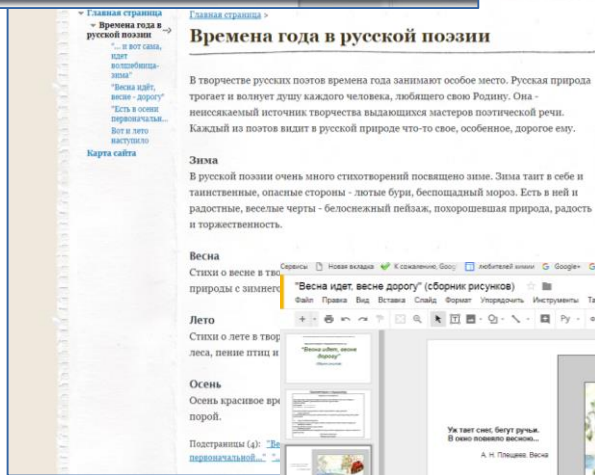 Главная страница
Времена года в
русской поэзии
"... и вот сама,
идет
волшебница-
зима"
"Весна идёт,
весне - дорогу"
"Есть в осени
первоначальн...
Вот и лето
наступило
Карта сайта
Главная страница >
Времена года в русской поэзии
В творчестве русских поэтов времена года занимают особое место. Русская природа
трогает и волнует душу каждого человека, любящего свою Родину. Она -
неиссякаемый источник творчества выдающихся мастеров поэтической речи.
Каждый из поэтов видит в русской природе что-то свое, особенное, дорогое ему.
Зима
В русской поэзии очень много стихотворений посвящено зиме. Зима таит в себе и
таинственные, опасные стороны - лютые бури, беспощадный мороз. Есть в ней и
радостные, веселые черты - белоснежный пейзаж, похорошевшая природа, радость
и торжественность.
Весна
Стихи о весне в тво
природы с зимнего
Лето
Стихи о лете в твор
леса, пение птиц и
Осень
Осень красивое вре
порой.
Подстраницы (4): "Ве
первоначальной..."
Сервисы Новая вкладка К сожалению, Goog любителей химии Google+ G
"Весна идет, весне дорогу" (сборник рисунков)
Файл Правка Вид Вставка Слайд Формат Упорядочить Инструменты Та
"Весна идет, весне
дорогу"
Уж тает снег, бегут ручьи.
В окно повеяло весною...
А. Н. Плещеев, Весна